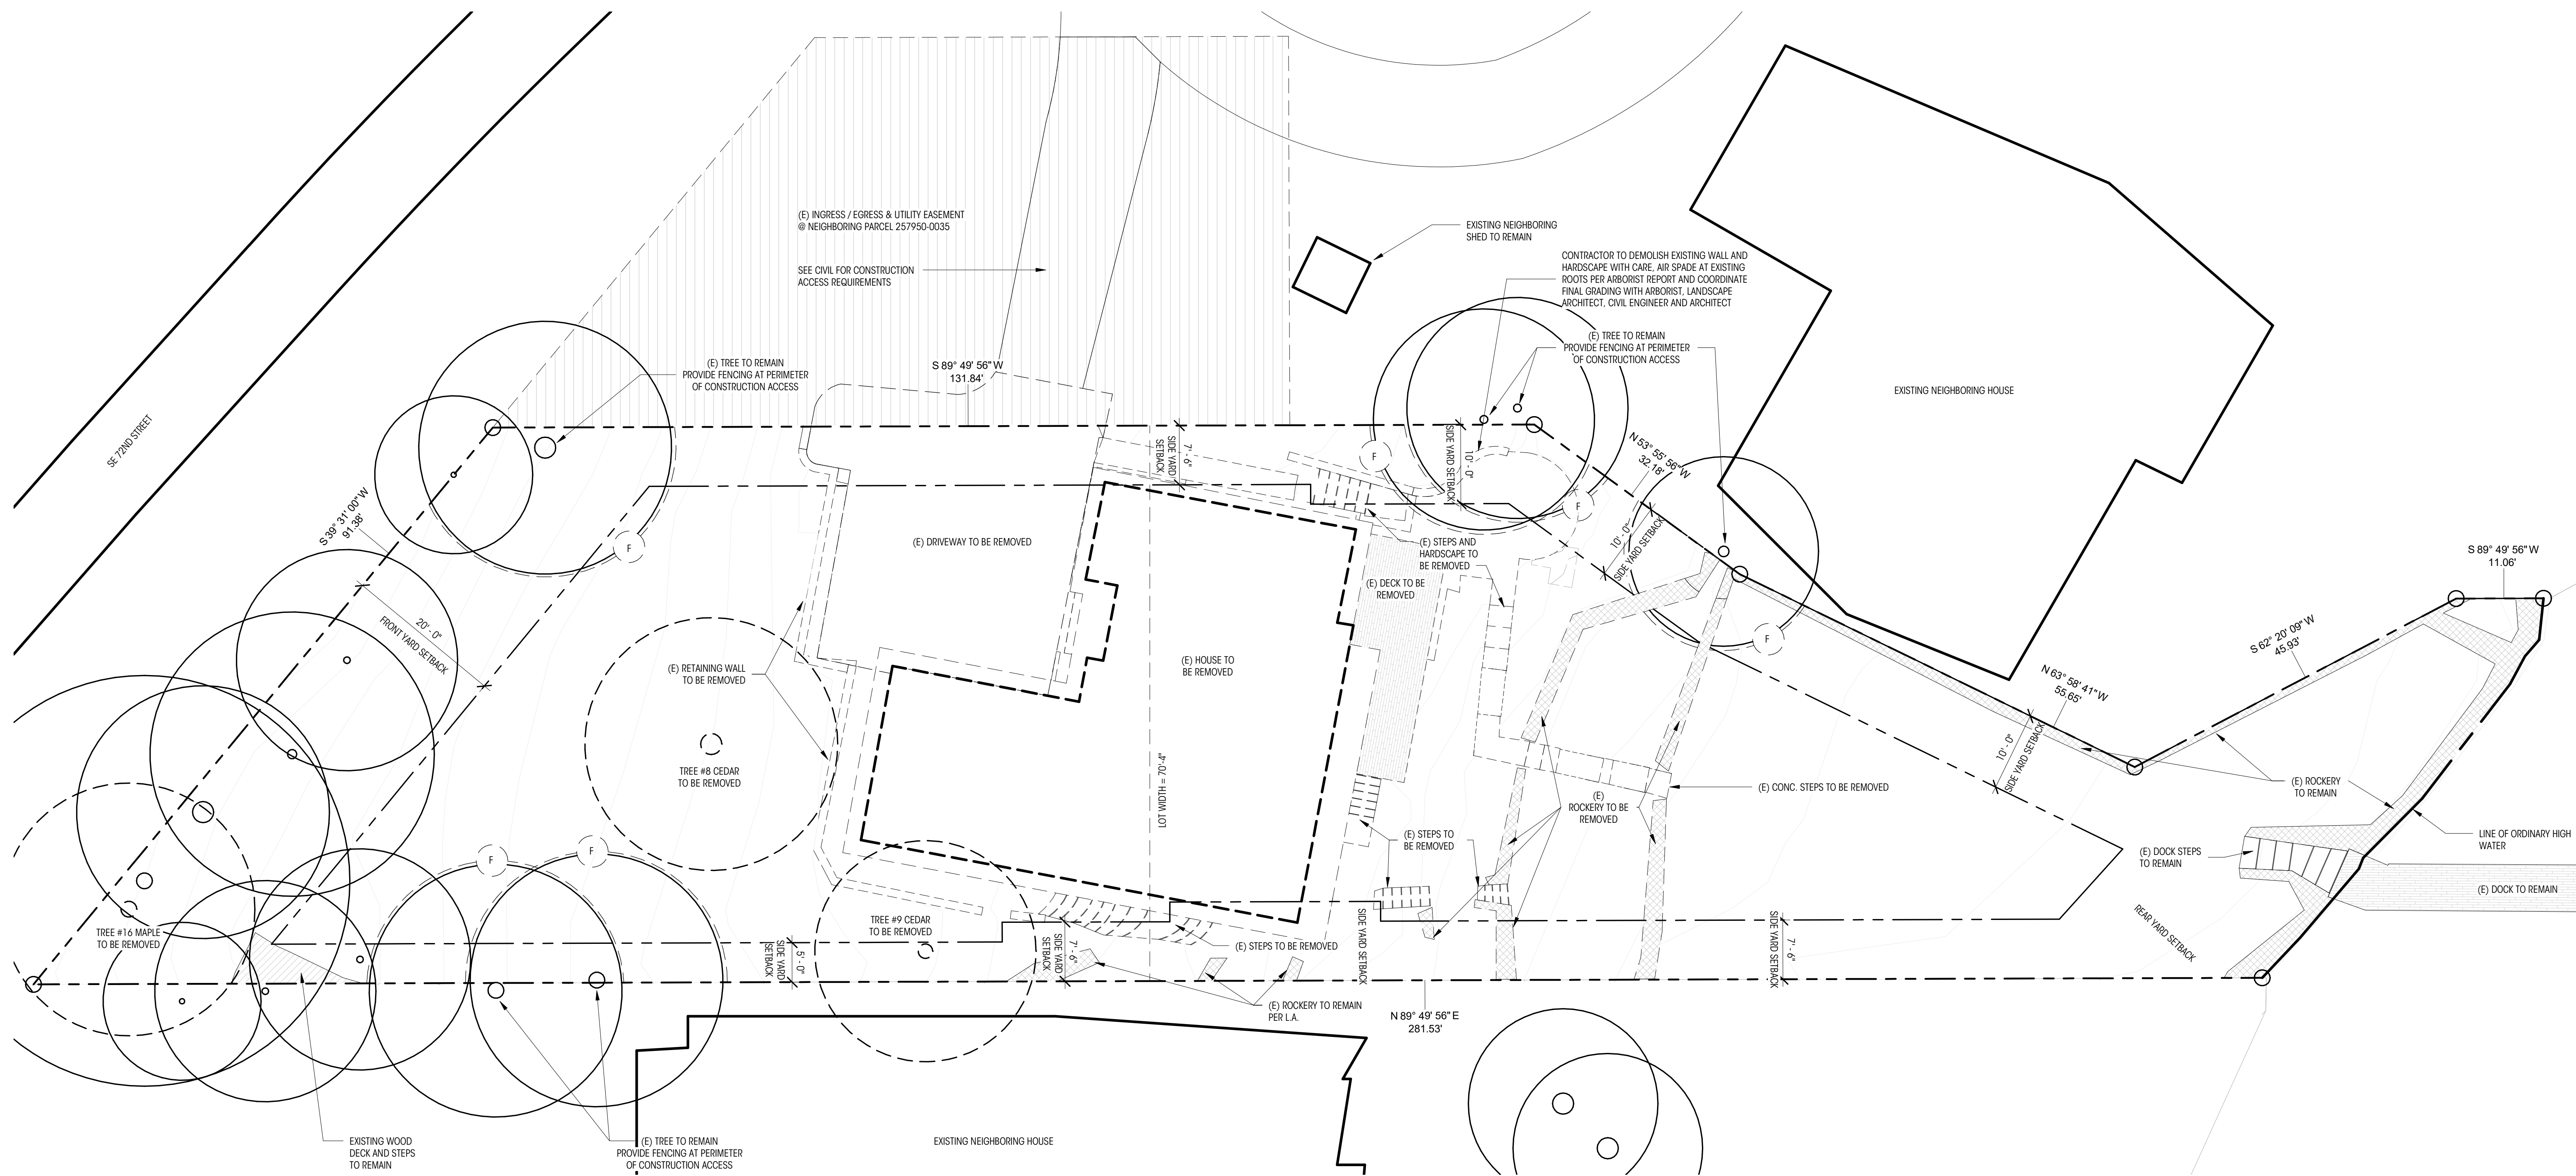 (E) INGRESS / EGRESS & UTILITY EASEMENT
@ NEIGHBORING PARCEL 257950-0035
SEE CIVIL FOR CONSTRUCTION
ACCESS REQUIREMENTS
EXISTING NEIGHBORING
SHED TO REMAIN
CONTRACTOR TO DEMOLISH EXISTING WALL AND
HARDSCAPE WITH CARE, AIR SPADE AT EXISTING
ROOTS PER ARBORIST REPORT AND COORDINATE
FINAL GRADING WITH ARBORIST, LANDSCAPE
ARCHITECT, CIVIL ENGINEER AND ARCHITECT
(E) TREE TO REMAIN
PROVIDE FENCING AT PERIMETER
OF CONSTRUCTION ACCESS
(E) TREE TO REMAIN
PROVIDE FENCING AT PERIMETER
OF CONSTRUCTION ACCESS
S 89° 49' 56" W
131.84'
EXISTING NEIGHBORING HOUSE
SE 72ND STREET
S 39° 31' 00" W
91.38'
20' - 0"
FRONT YARD SETBACK
F
7' - 6"
SIDE YARD
SETBACK
10' - 0"
SIDE YARD SETBACK
F
F
N 53° 55' 56" W
32.18'
10' - 0"
SIDE YARD SETBACK
F
(E) DRIVEWAY TO BE REMOVED
(E) STEPS AND
HARDSCAPE TO
BE REMOVED
(E) DECK TO BE
REMOVED
S 89° 49' 56" W
11.06'
S 62° 20' 09" W
45.93'
N 63° 58' 41" W
55.65'
10' - 0"
SIDE YARD SETBACK
(E) RETAINING WALL
TO BE REMOVED
(E) HOUSE TO
BE REMOVED
LOT WIDTH = 70'-4"
TREE #8 CEDAR
TO BE REMOVED
(E)
ROCKERY TO BE
REMOVED
(E) CONC. STEPS TO BE REMOVED
(E) ROCKERY
TO REMAIN
LINE OF ORDINARY HIGH
WATER
(E) STEPS TO
BE REMOVED
(E) DOCK STEPS
TO REMAIN
(E) DOCK TO REMAIN
REAR YARD SETBACK
F
F
TREE #16 MAPLE
TO BE REMOVED
TREE #9 CEDAR
TO BE REMOVED
5' - 0"
SIDE YARD
SETBACK
7' - 6"
SIDE YARD
SETBACK
(E) STEPS TO BE REMOVED
SIDE YARD SETBACK
7' - 6"
SIDE YARD SETBACK
(E) ROCKERY TO REMAIN
PER L.A.
N 89° 49' 56" E
281.53'
EXISTING WOOD
DECK AND STEPS
TO REMAIN
(E) TREE TO REMAIN
PROVIDE FENCING AT PERIMETER
OF CONSTRUCTION ACCESS
EXISTING NEIGHBORING HOUSE